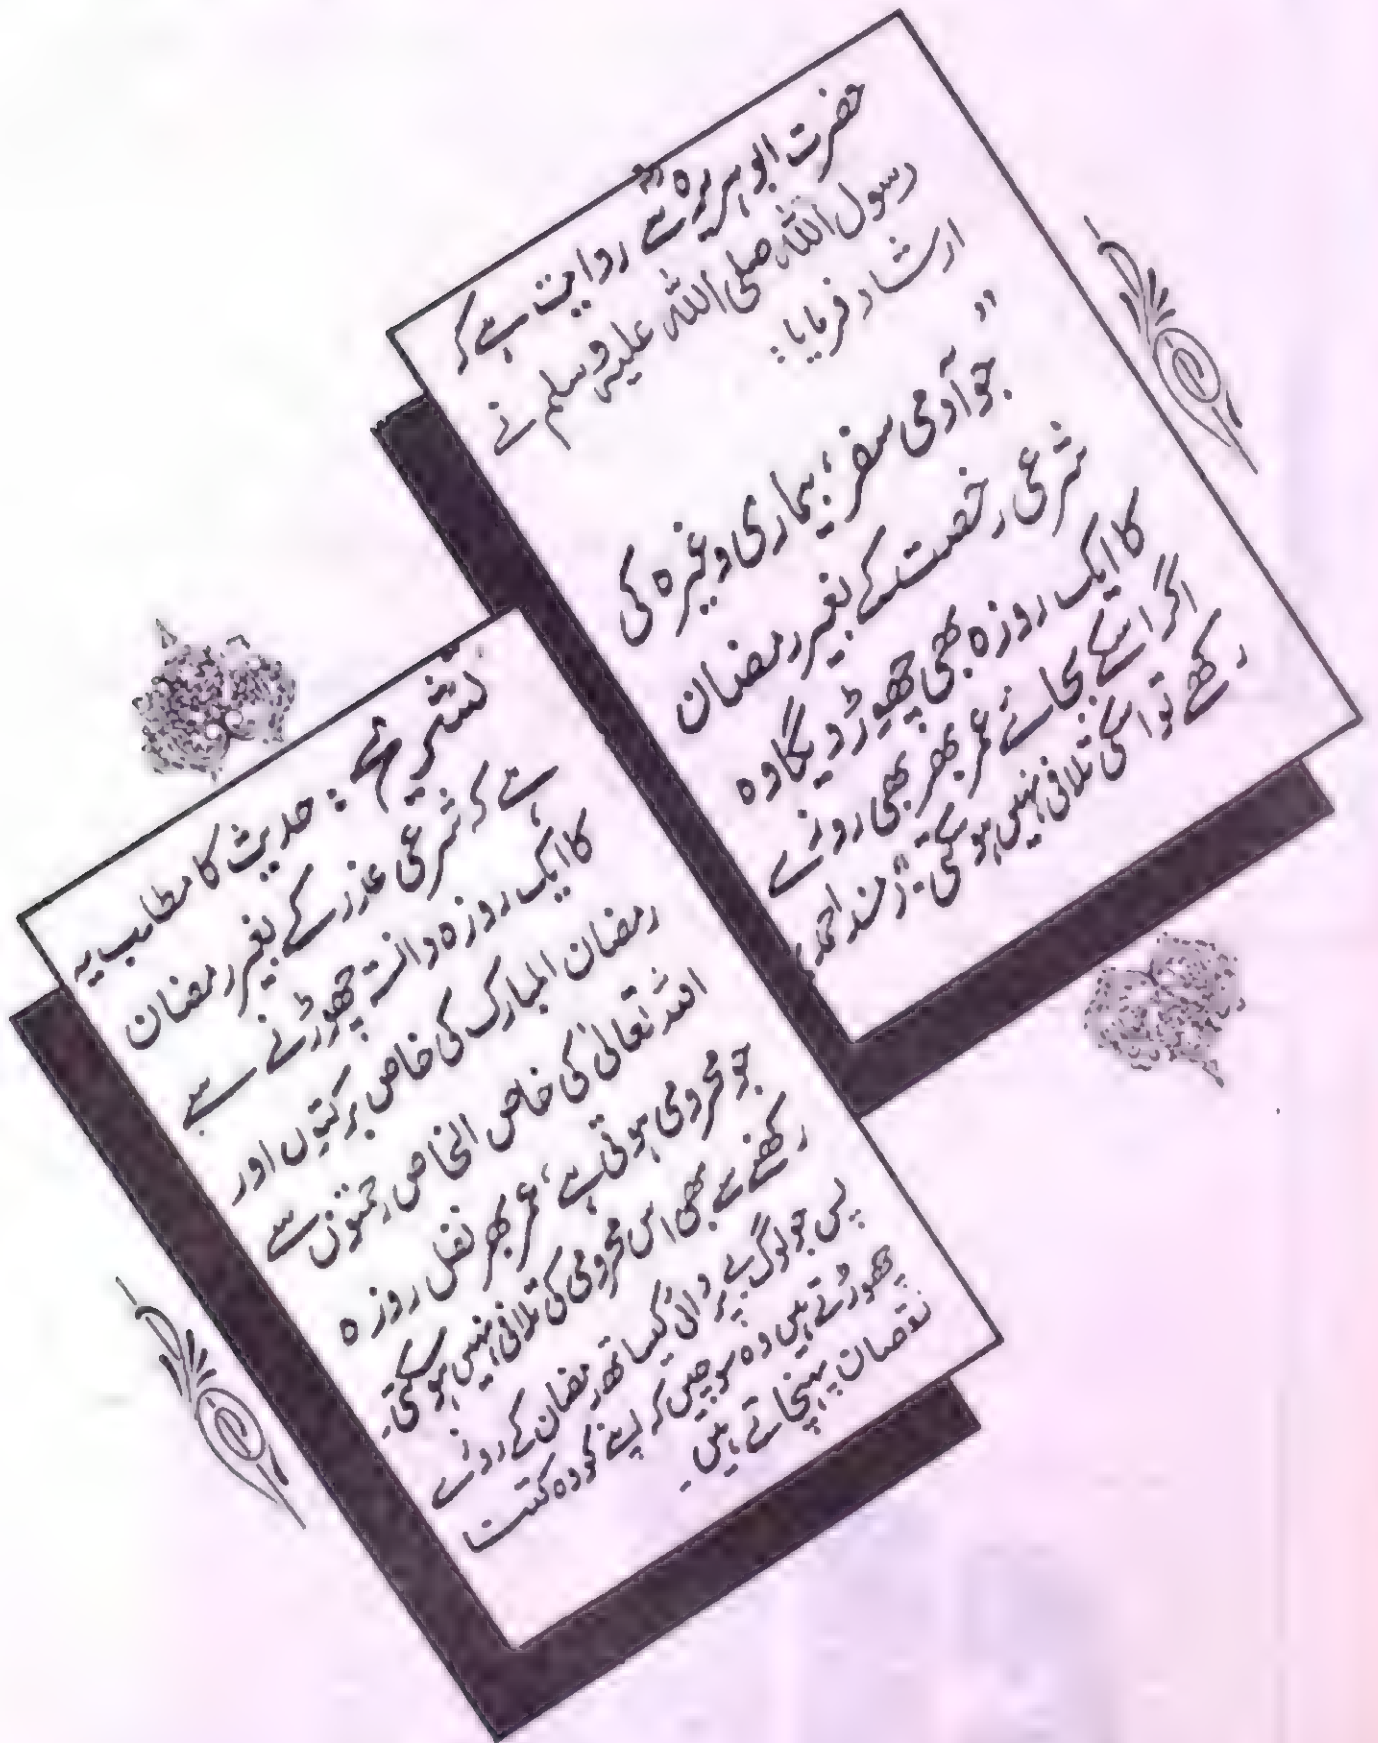 حضرت ابوہریرہؓ سے روایت ہے کہ
رسول اللہ صلی اللہ علیہ وسلم نے
ارشاد فرمایا:
"
جو آدمی سفر، بیماری وغیرہ کی
شرعی رخصت کے بغیر رمضان
کا ایک روزہ بھی چھوڑ دیگا وہ
اگر اسکے بجائے عمر بھر بھی روزے
رکھے تو اسکی تلافی نہیں ہو سکتی" (مسند احمد)
تشریح: حدیث کا مطلب یہ
ہے کہ شرعی عذر کے بغیر رمضان
کا ایک روزہ دانستہ چھوڑنے سے
رمضان المبارک کی خاص برکتوں اور
اللہ تعالیٰ کی خاص الخاص رحمتوں سے
جو محرومی ہوتی ہے، عمر بھر نفل روزہ
رکھنے سے بھی اس محرومی کی تلافی نہیں ہو سکتی۔
پس جو لوگ بے پروائی کیساتھ رمضان کے روزے
چھوڑتے ہیں وہ سوچیں کہ اپنے کو وہ کتنا
نقصان پہنچاتے ہیں۔